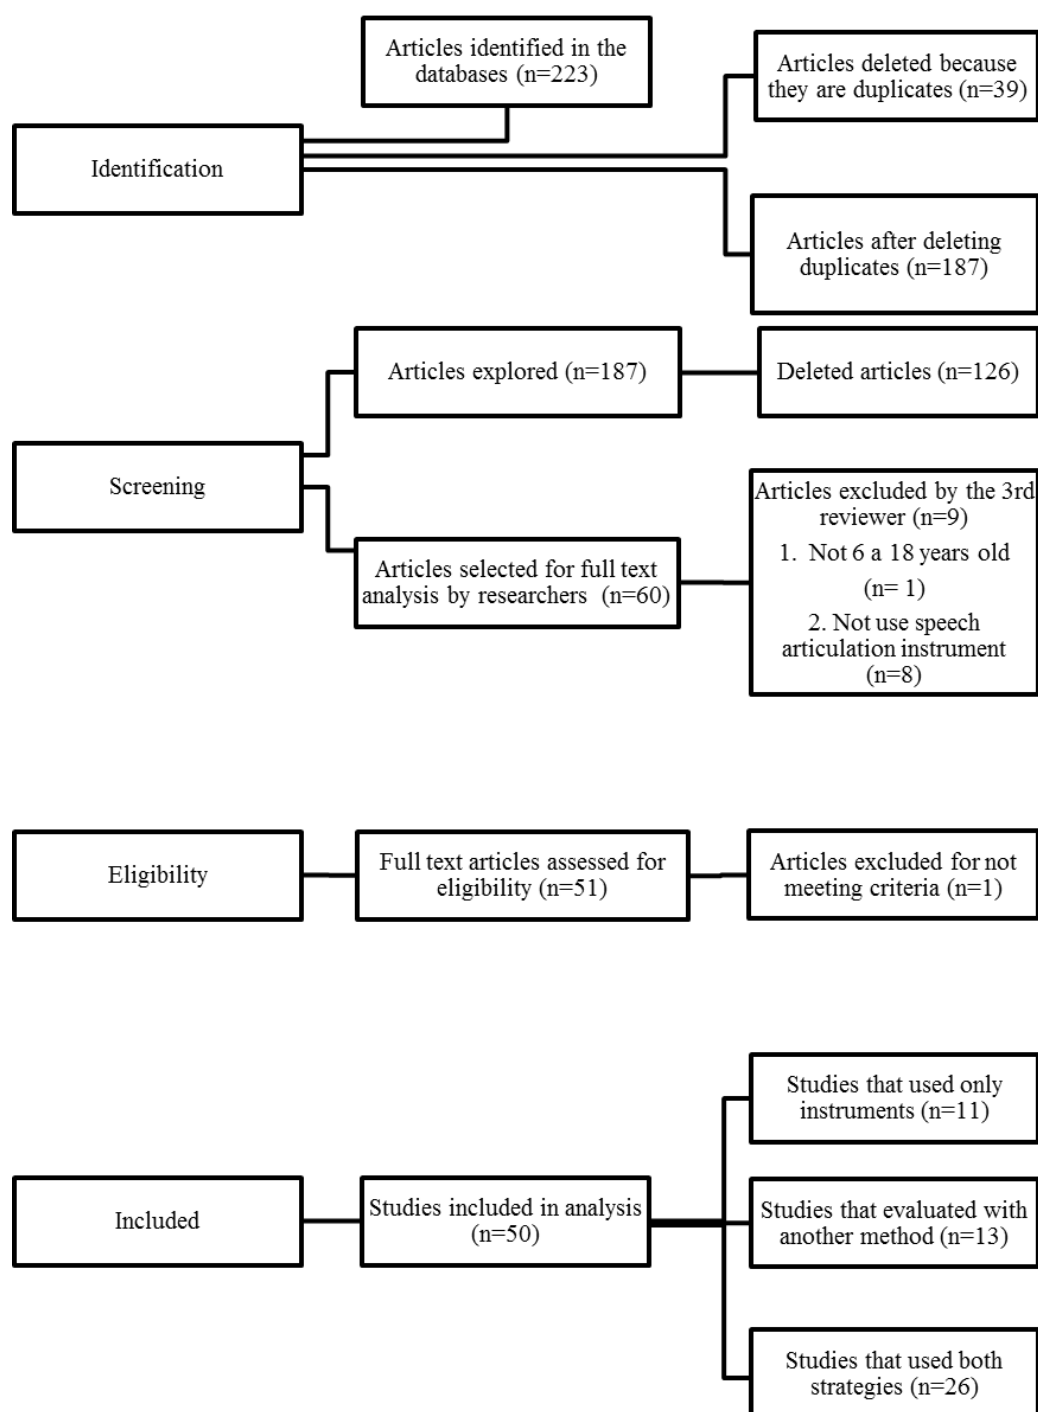 Articles identified in the
databases (n=223)
Articles deleted because
they are duplicates (n=39)
Identification
Articles after deleting
duplicates (n=187)
Articles explored (n=187)
Deleted articles (n=126)
Screening
Articles selected for full text
analysis by researchers (n=60)
Articles excluded by the 3rd
reviewer (n=9)
1. Not 6 a 18 years old
(n= 1)
2. Not use speech
articulation instrument
(n=8)
Eligibility
Full text articles assessed for
eligibility (n=51)
Articles excluded for not
meeting criteria (n=1)
Included
Studies included in analysis
(n=50)
Studies that used only
instruments (n=11)
Studies that evaluated with
another method (n=13)
Studies that used both
strategies (n=26)